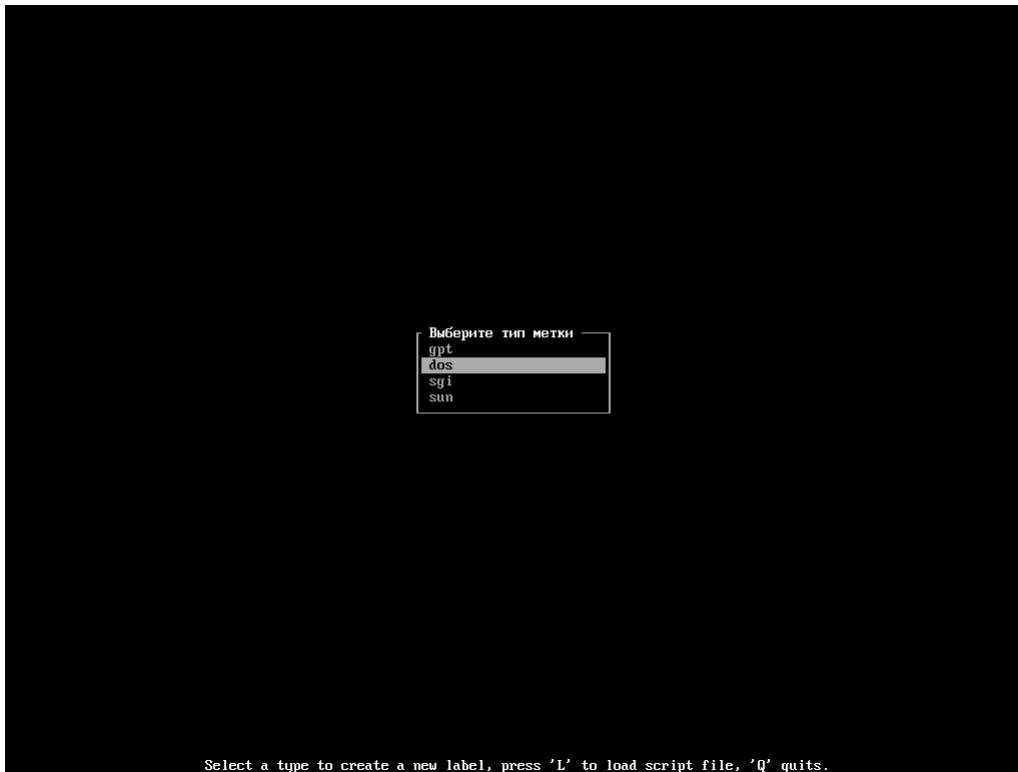 Выберите тип метки
gpt
dos
sgi
sun
Select a type to create a new label, press 'L' to load script file, 'Q' quits.